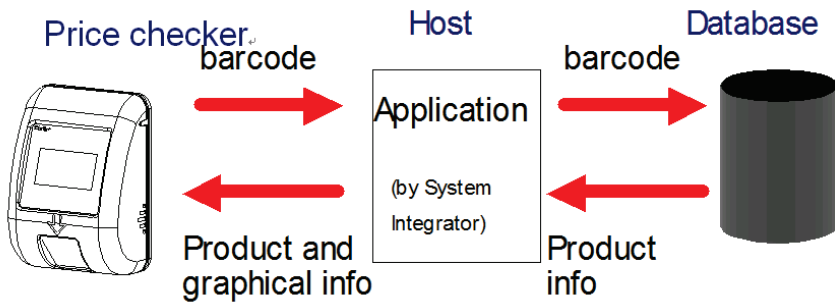 Price checker
Host
Database
barcode
barcode
Application
(by System
Integrator)
Product and
graphical info
Product
info